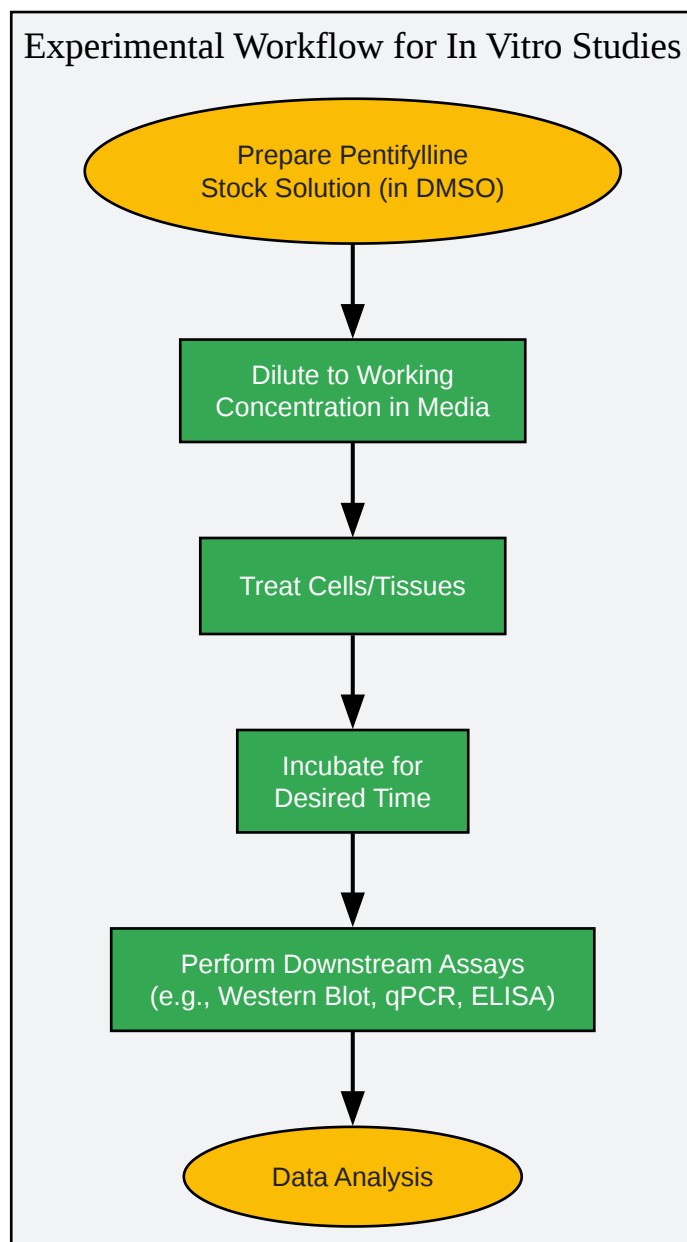 Experimental Workflow for In Vitro Studies
Prepare Pentifylline
Stock Solution (in DMSO)
Dilute to Working
Concentration in Media
Treat Cells/Tissues
Incubate for
Desired Time
Perform Downstream Assays
(e.g., Western Blot, qPCR, ELISA)
Data Analysis